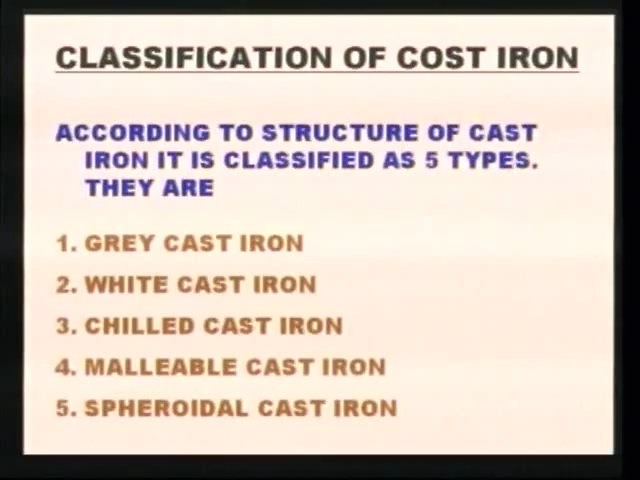 CLASSIFICATION OF COST IRON
ACCORDING TO STRUCTURE OF CAST
IRON IT IS CLASSIFIED AS 5 TYPES.
THEY ARE
1. GREY CAST IRON
2. WHITE CAST IRON
3. CHILLED CAST IRON
4. MALLEABLE CAST IRON
5. SPHEROIDAL CAST IRON